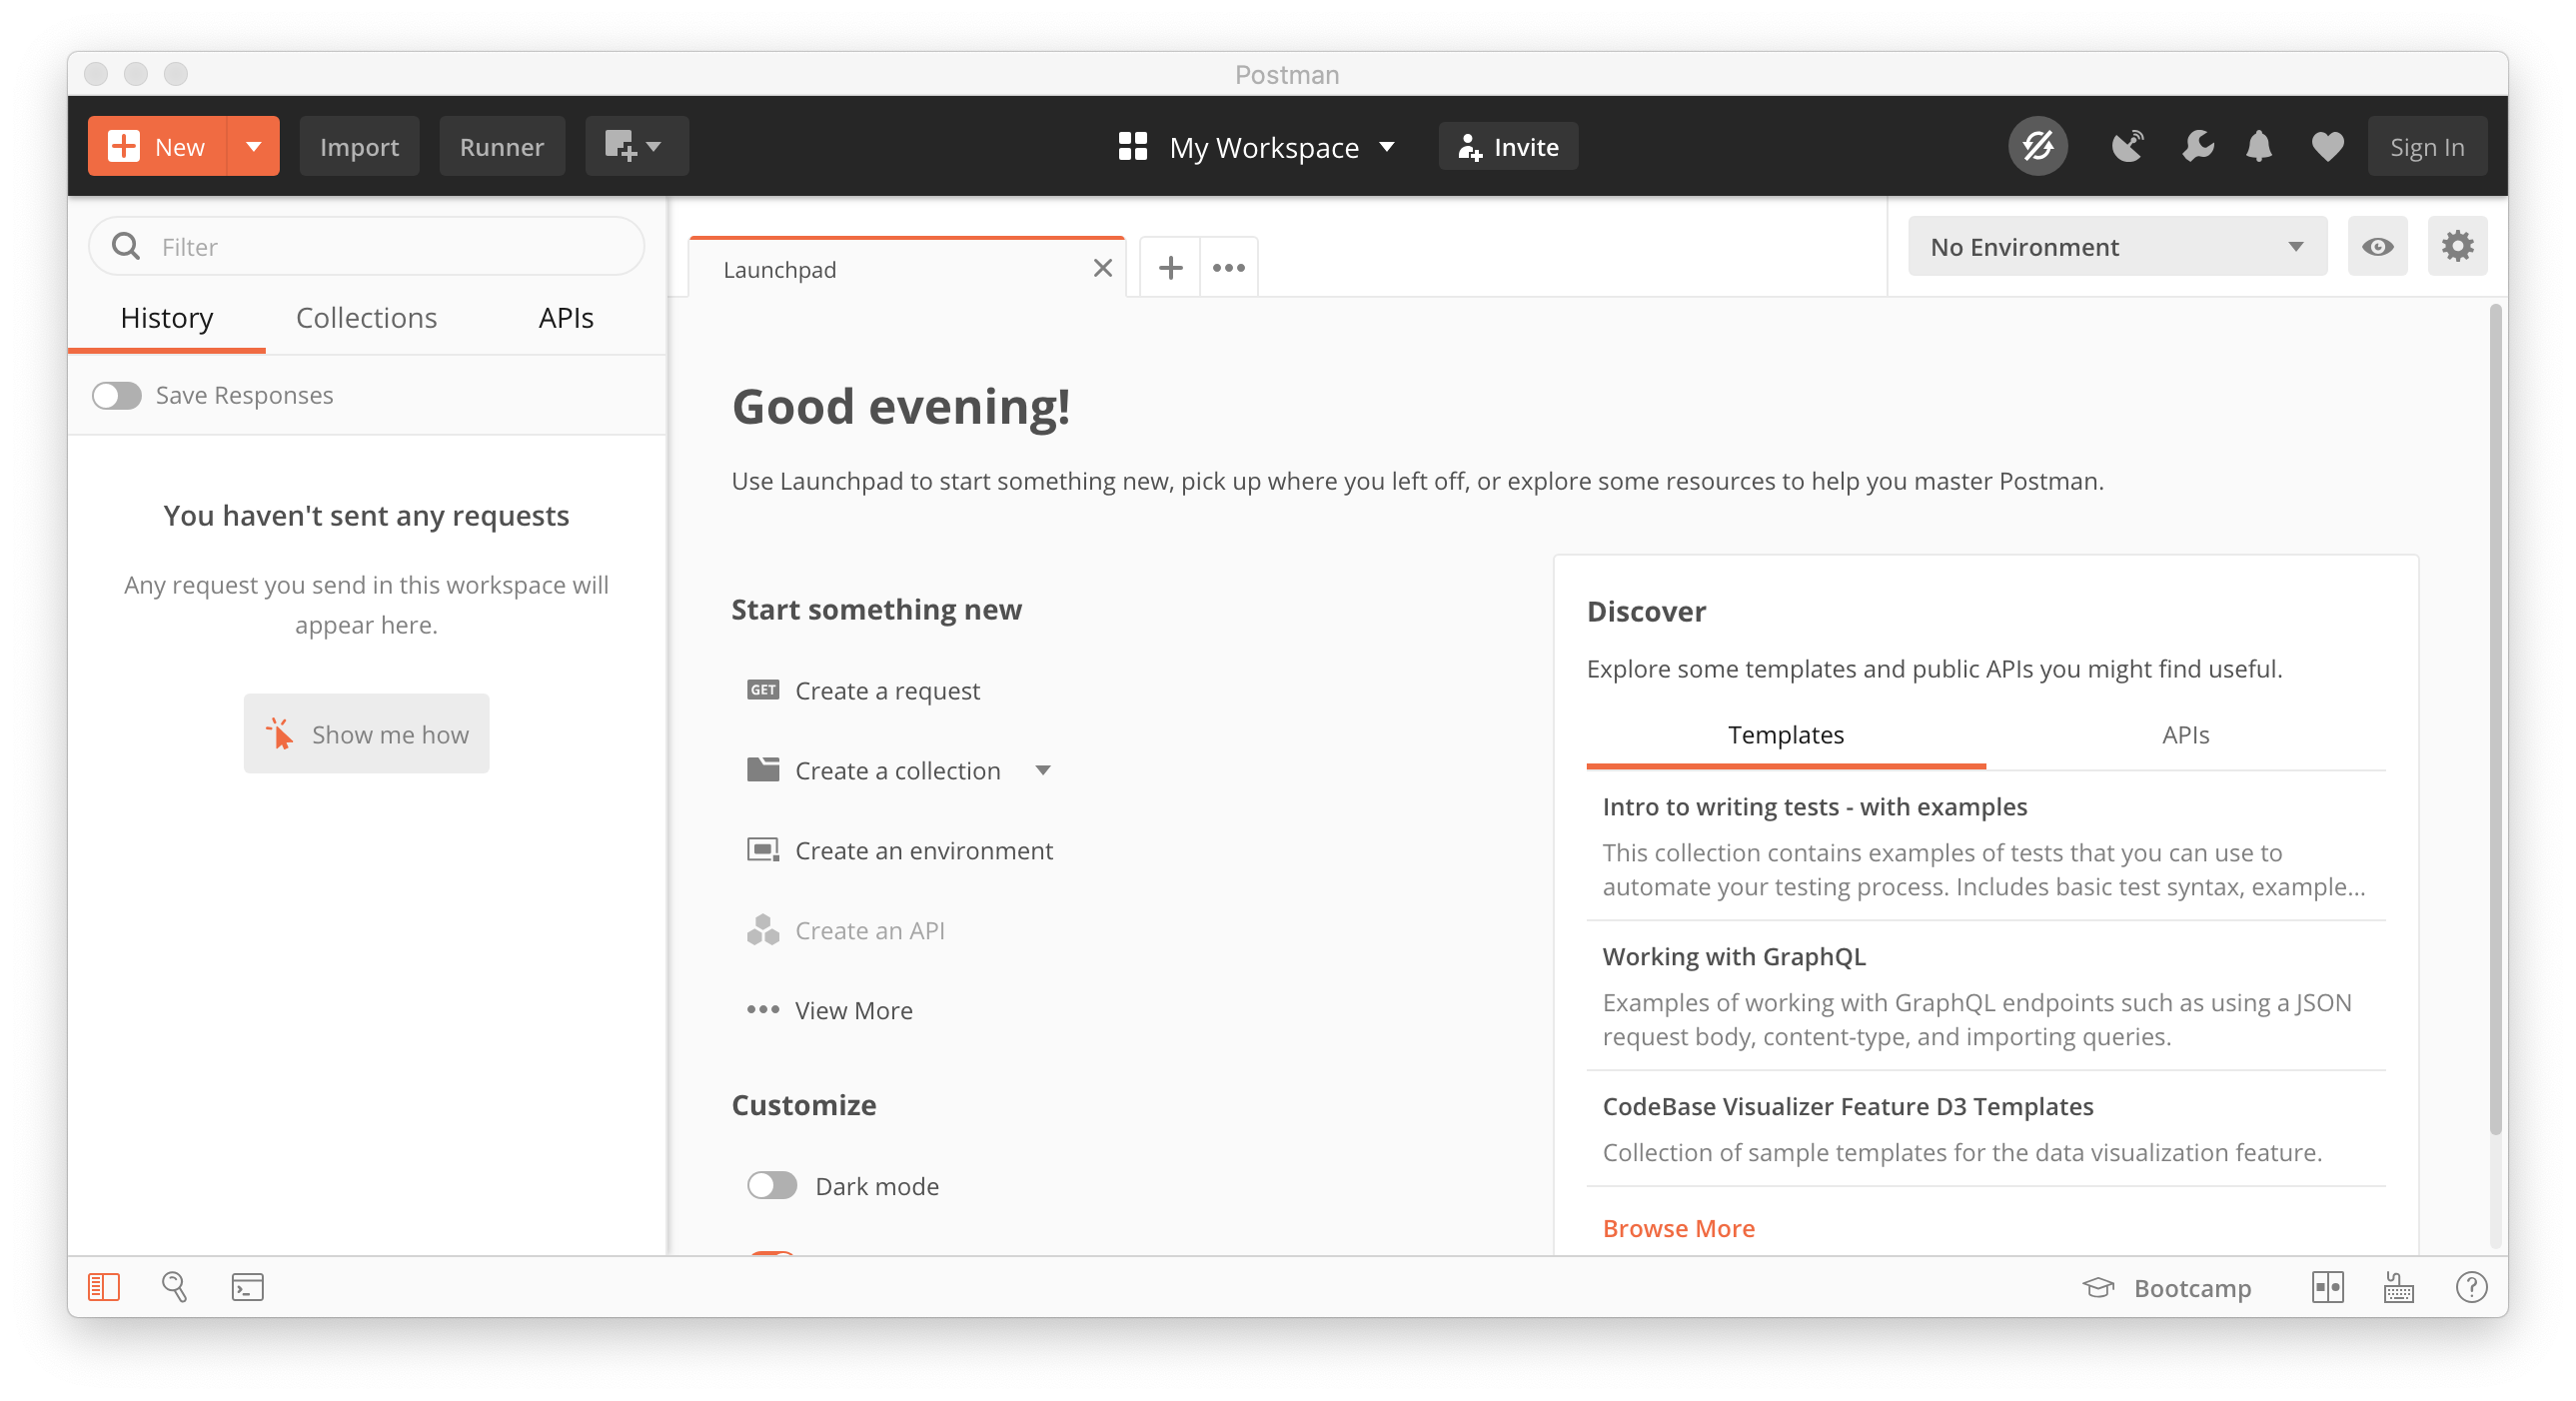 Postman
New
Import
Runner
My Workspace
Invite
Sign In
Filter
History
Collections
APIs
Save Responses
You haven't sent any requests
Any request you send in this workspace will
appear here.
Show me how
Launchpad
No Environment
Good evening!
Use Launchpad to start something new, pick up where you left off, or explore some resources to help you master Postman.
Start something new
GET Create a request
Create a collection
Create an environment
Create an API
View More
Customize
Dark mode
Discover
Explore some templates and public APIs you might find useful.
Templates
APIs
Intro to writing tests - with examples
This collection contains examples of tests that you can use to
automate your testing process. Includes basic test syntax, example...
Working with GraphQL
Examples of working with GraphQL endpoints such as using a JSON
request body, content-type, and importing queries.
CodeBase Visualizer Feature D3 Templates
Collection of sample templates for the data visualization feature.
Browse More
Bootcamp